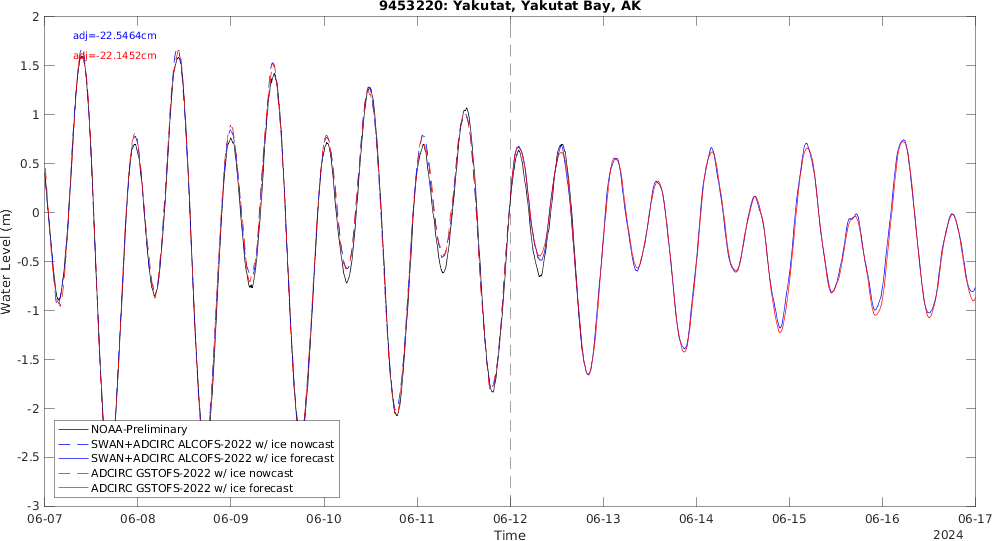 9453220: Yakutat, Yakutat Bay, AK
adj=-22.5464cm
adj=-22.1452cm
Water Level (m)
2
1.5
1
0.5
0
-0.5
-1
-1.5
-2
-2.5
-3
NOAA-Preliminary
SWAN+ADCIRC ALCOFS-2022 w/ ice nowcast
SWAN+ADCIRC ALCOFS-2022 w/ ice forecast
ADCIRC GSTOFS-2022 w/ ice nowcast
ADCIRC GSTOFS-2022 w/ ice forecast
06-07 06-08 06-09 06-10 06-11 06-12 06-13 06-14 06-15 06-16 06-17
Time
2024